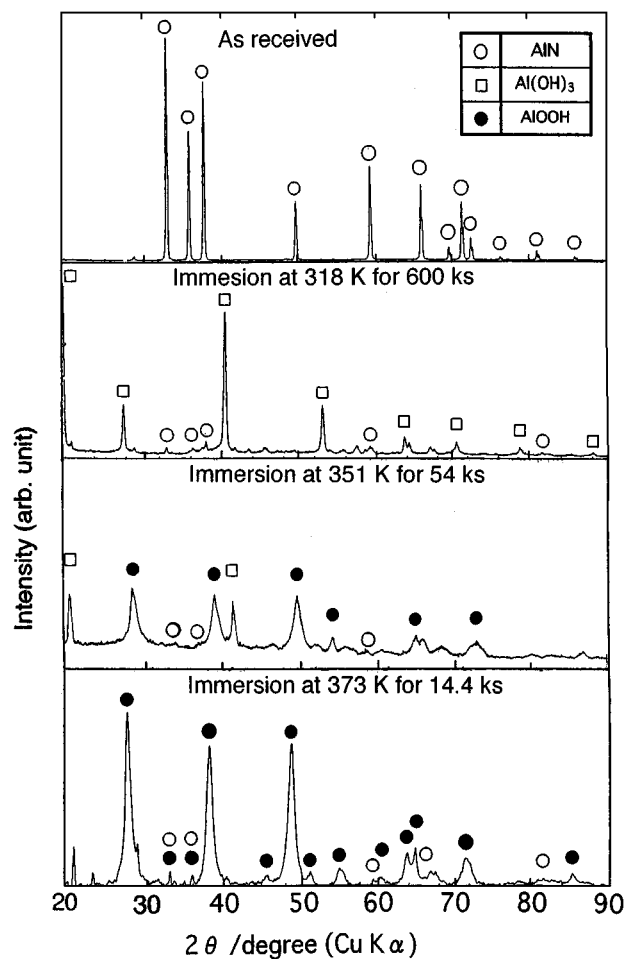 As received
AlN
Al(OH)₃
AlOOH
Immesion at 318 K for 600 ks
Immersion at 351 K for 54 ks
Immersion at 373 K for 14.4 ks
Intensity (arb. unit)
20 30 40 50 60 70 80 90
2θ /degree (Cu Kα)